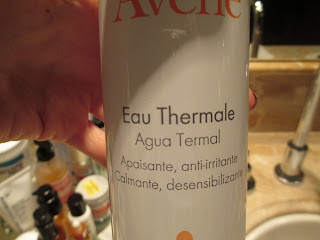 Avène
Eau Thermale
Agua Termal
Apaisante, anti-irritante
Calmante, desensibilizante